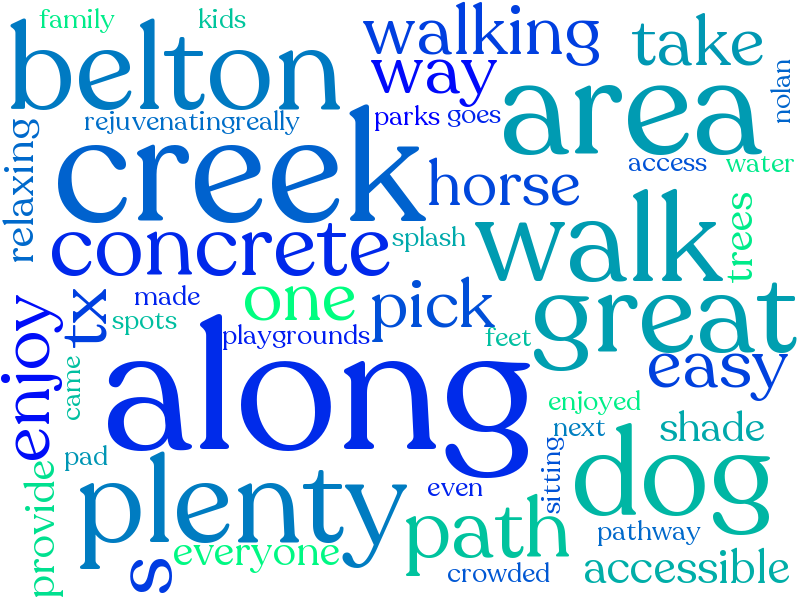 family
kids
walking
take
belton
way
area
nolan
rejuvenatingreally
parks
goes
relaxing
creek
access
water
horse
concrete
splash
walk
trees
made
one
pick
great
tx
spots
playgrounds
feet
enjoy
along
easy
came
enjoyed
next
shade
pad
sitting
dog
plenty
even
path
pathway
provide
s
everyone
crowded
accessible